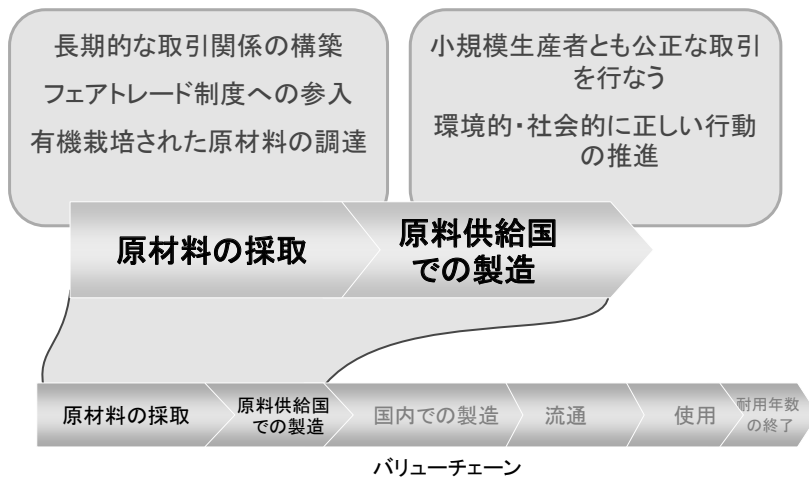 長期的な取引関係の構築
フェアトレード制度への参入
有機栽培された原材料の調達
小規模生産者とも公正な取引
を行なう
環境的・社会的に正しい行動
の推進
原材料の採取
原料供給国
での製造
原材料の採取
原料供給国
での製造
国内での製造
流通
使用
耐用年数
の終了
バリューチェーン